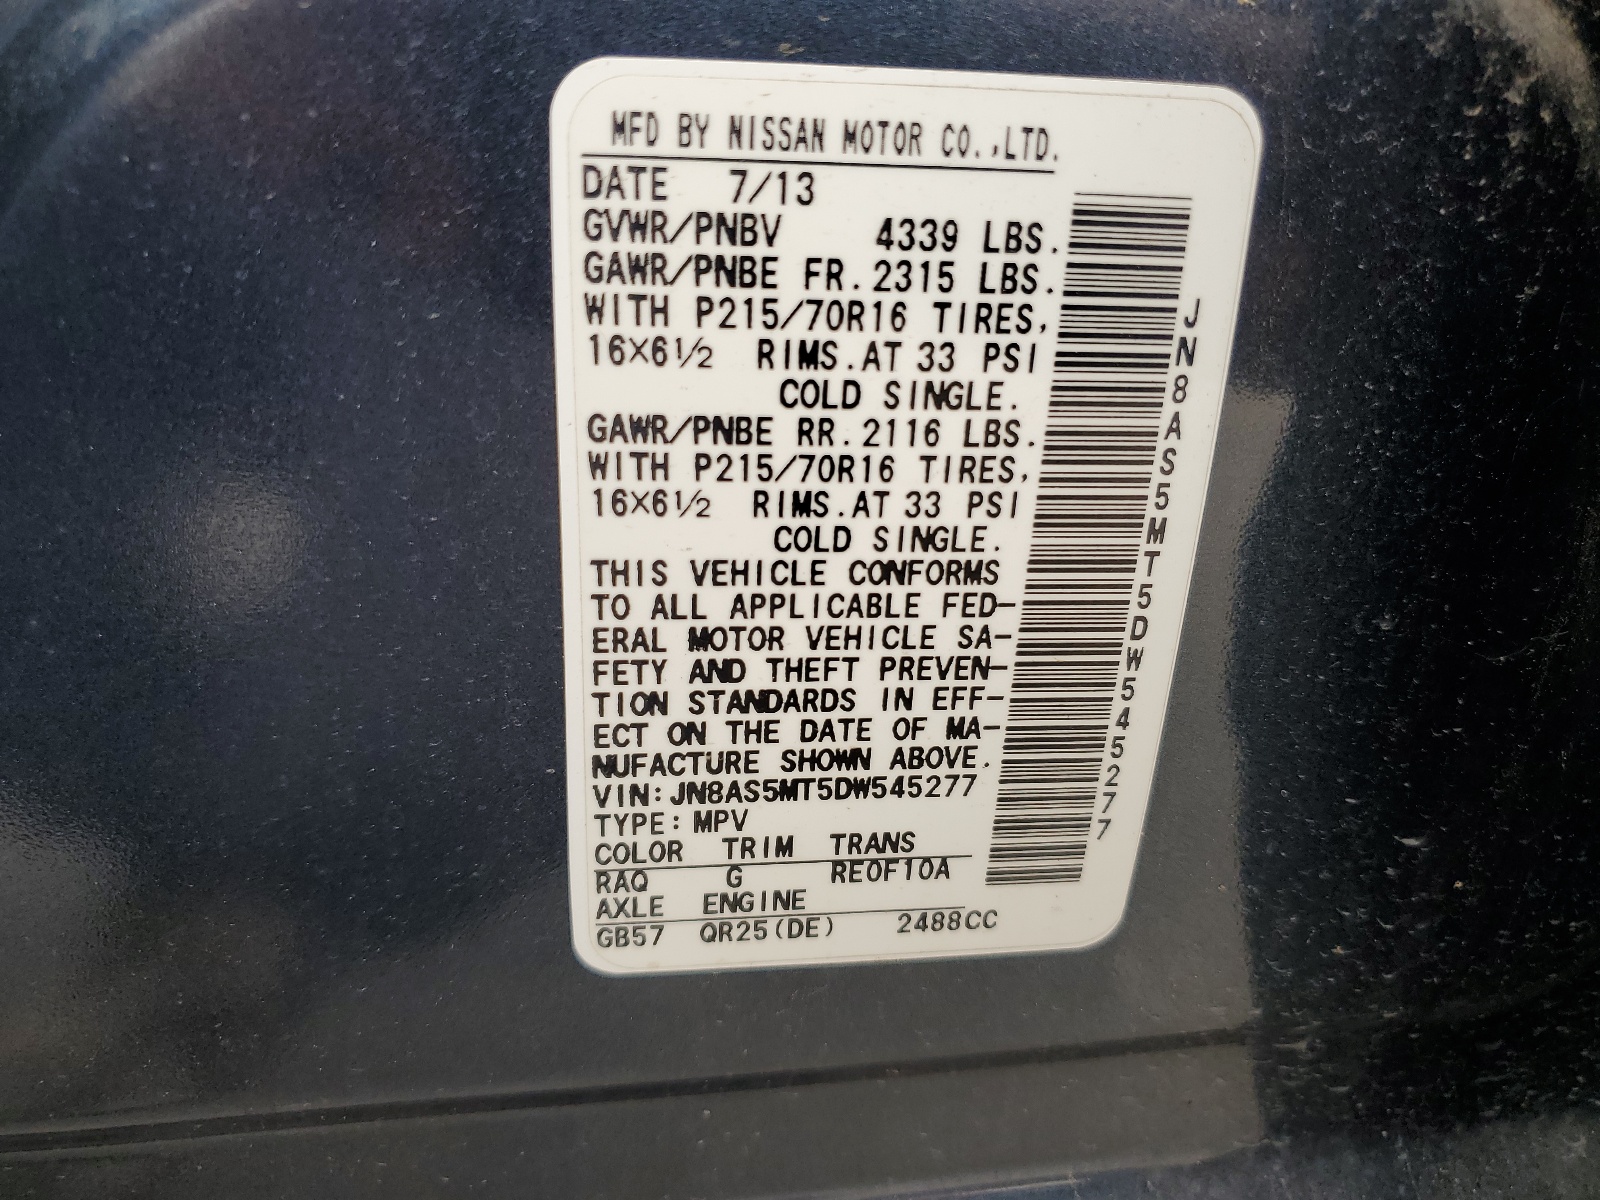 MFD BY NISSAN MOTOR CO.,LTD.
DATE 7/13
GVWR/PNBV 4339 LBS.
GAWR/PNBE FR.2315 LBS.
WITH P215/70R16 TIRES,
16×6½ RIMS.AT 33 PSI
COLD SINGLE.
GAWR/PNBE RR.2116 LBS.
WITH P215/70R16 TIRES,
16×6½ RIMS.AT 33 PSI
COLD SINGLE.
THIS VEHICLE CONFORMS
TO ALL APPLICABLE FED-
ERAL MOTOR VEHICLE SA-
FETY AND THEFT PREVEN-
TION STANDARDS IN EFF-
ECT ON THE DATE OF MA-
NUFACTURE SHOWN ABOVE.
VIN:JN8AS5MT5DW545277
TYPE:MPV
COLOR TRIM TRANS
RAQ G RE0F10A
AXLE ENGINE
GB57 QR25(DE) 2488CC
JN8AS5MT5DW545277